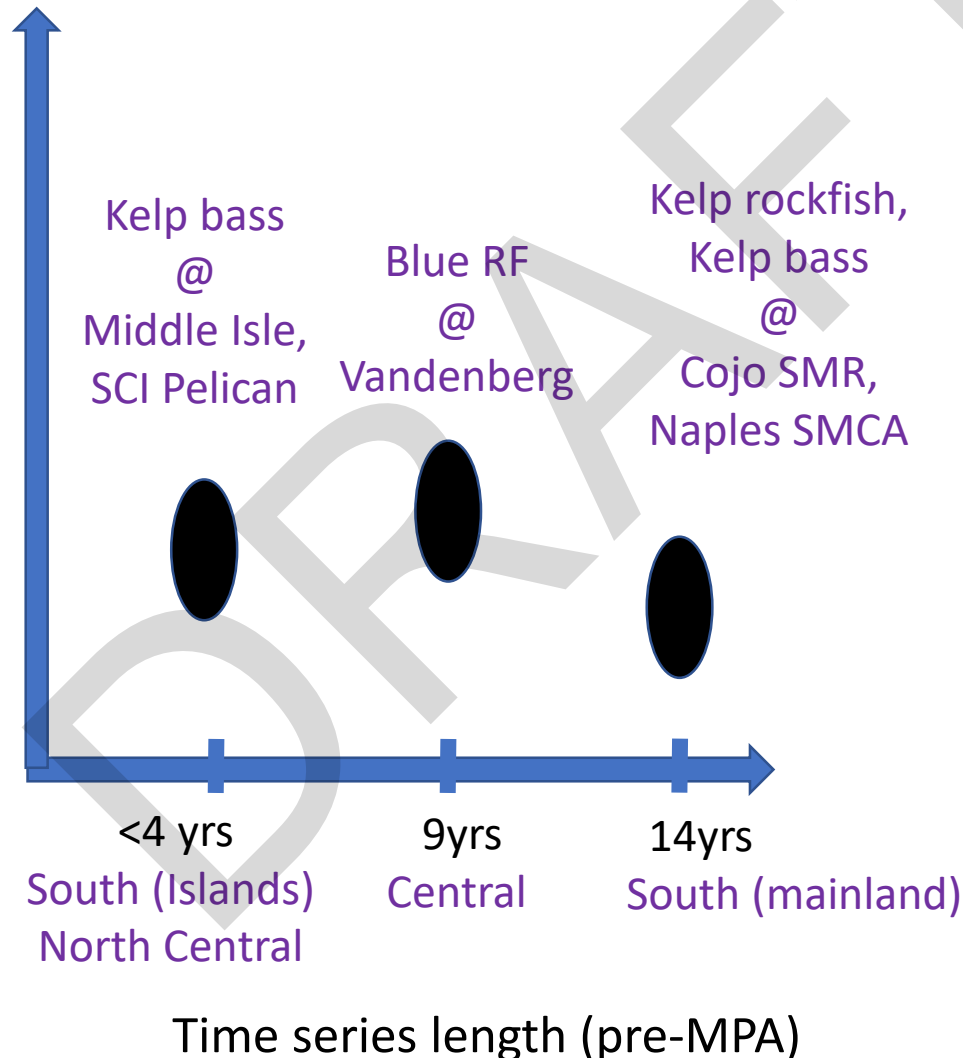 Kelp bass
@
Middle Isle,
SCI Pelican
Blue RF
@
Vandenberg
Kelp rockfish,
Kelp bass
@
Cojo SMR,
Naples SMCA
<4 yrs
South (Islands)
North Central
9yrs
Central
14yrs
South (mainland)
Time series length (pre-MPA)
DRAFT